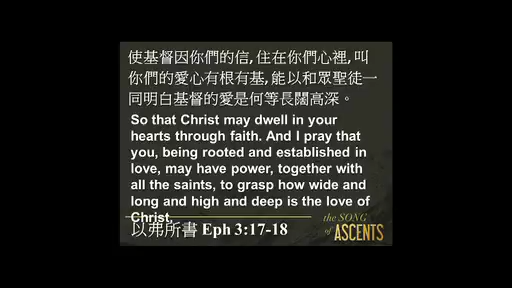 使基督因你們的信, 住在你們心裡, 叫
你們的愛心有根有基, 能以和眾聖徒一
同明白基督的愛是何等長闊高深。
So that Christ may dwell in your
hearts through faith. And I pray that
you, being rooted and established in
love, may have power, together with
all the saints, to grasp how wide and
long and high and deep is the love of
Christ,
以弗所書 Eph 3:17-18
the SONG
of ASCENTS